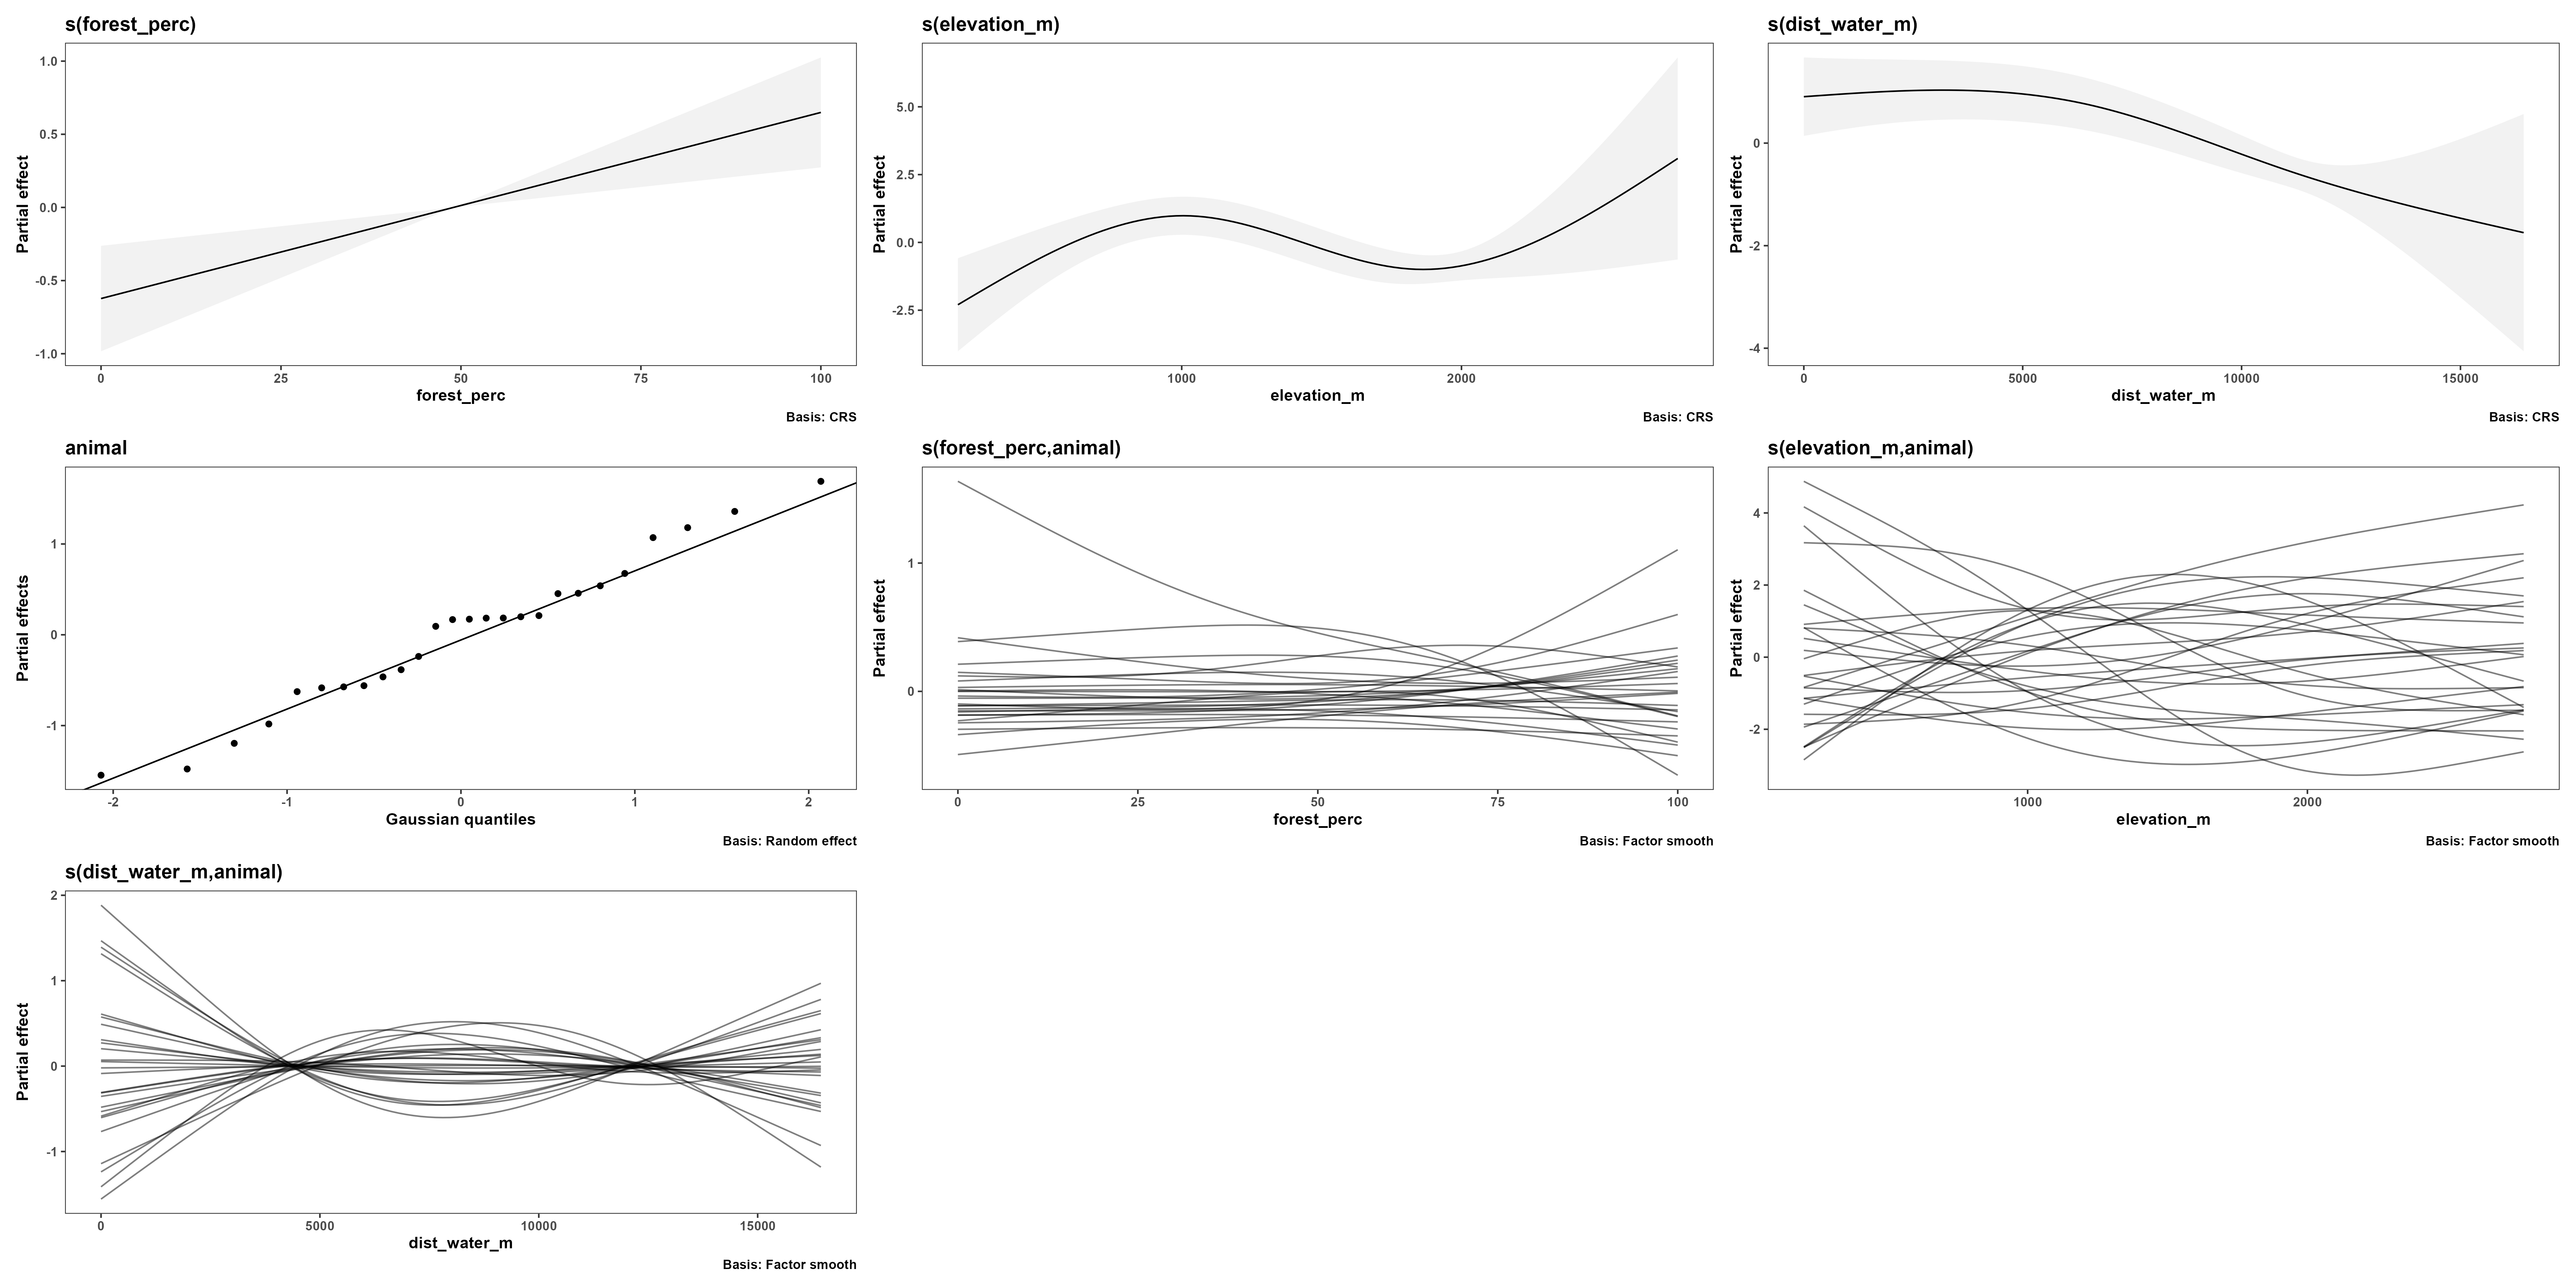 s(forest_perc)
Partial effect
1.0
0.5
0.0
-0.5
-1.0
0
25
50
75
100
forest_perc
Basis: CRS
s(elevation_m)
Partial effect
5.0
2.5
0.0
-2.5
1000
2000
elevation_m
Basis: CRS
s(dist_water_m)
Partial effect
0
-2
-4
0
5000
10000
15000
dist_water_m
Basis: CRS
animal
Partial effects
1
0
-1
-2
-1
0
1
2
Gaussian quantiles
Basis: Random effect
s(forest_perc,animal)
Partial effect
1
0
0
25
50
75
100
forest_perc
Basis: Factor smooth
s(elevation_m,animal)
Partial effect
4
2
0
-2
1000
2000
elevation_m
Basis: Factor smooth
s(dist_water_m,animal)
Partial effect
2
1
0
-1
0
5000
10000
15000
dist_water_m
Basis: Factor smooth